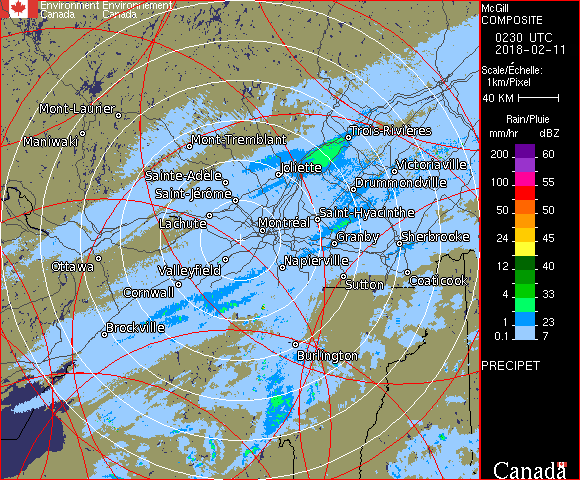 Environment Environnement
Canada Canada
McGill
COMPOSITE
0230 UTC
2018-02-11
Scale/Échelle:
1km/Pixel
40 KM
Rain/Pluie
mm/hr dBZ
200 60
100 55
50 50
24 45
12 40
4 33
1 23
0.1 7
PRECIPET
Canada
Mont-Laurier
Maniwaki
Mont-Tremblant
Trois-Rivières
Sainte-Adèle
Joliette
Victoriaville
Saint-Jérôme
Drummondville
Lachute
Montréal
Saint-Hyacinthe
Granby
Sherbrooke
Ottawa
Valleyfield
Napierville
Cornwall
Sutton
Coaticook
Brockville
Burlington